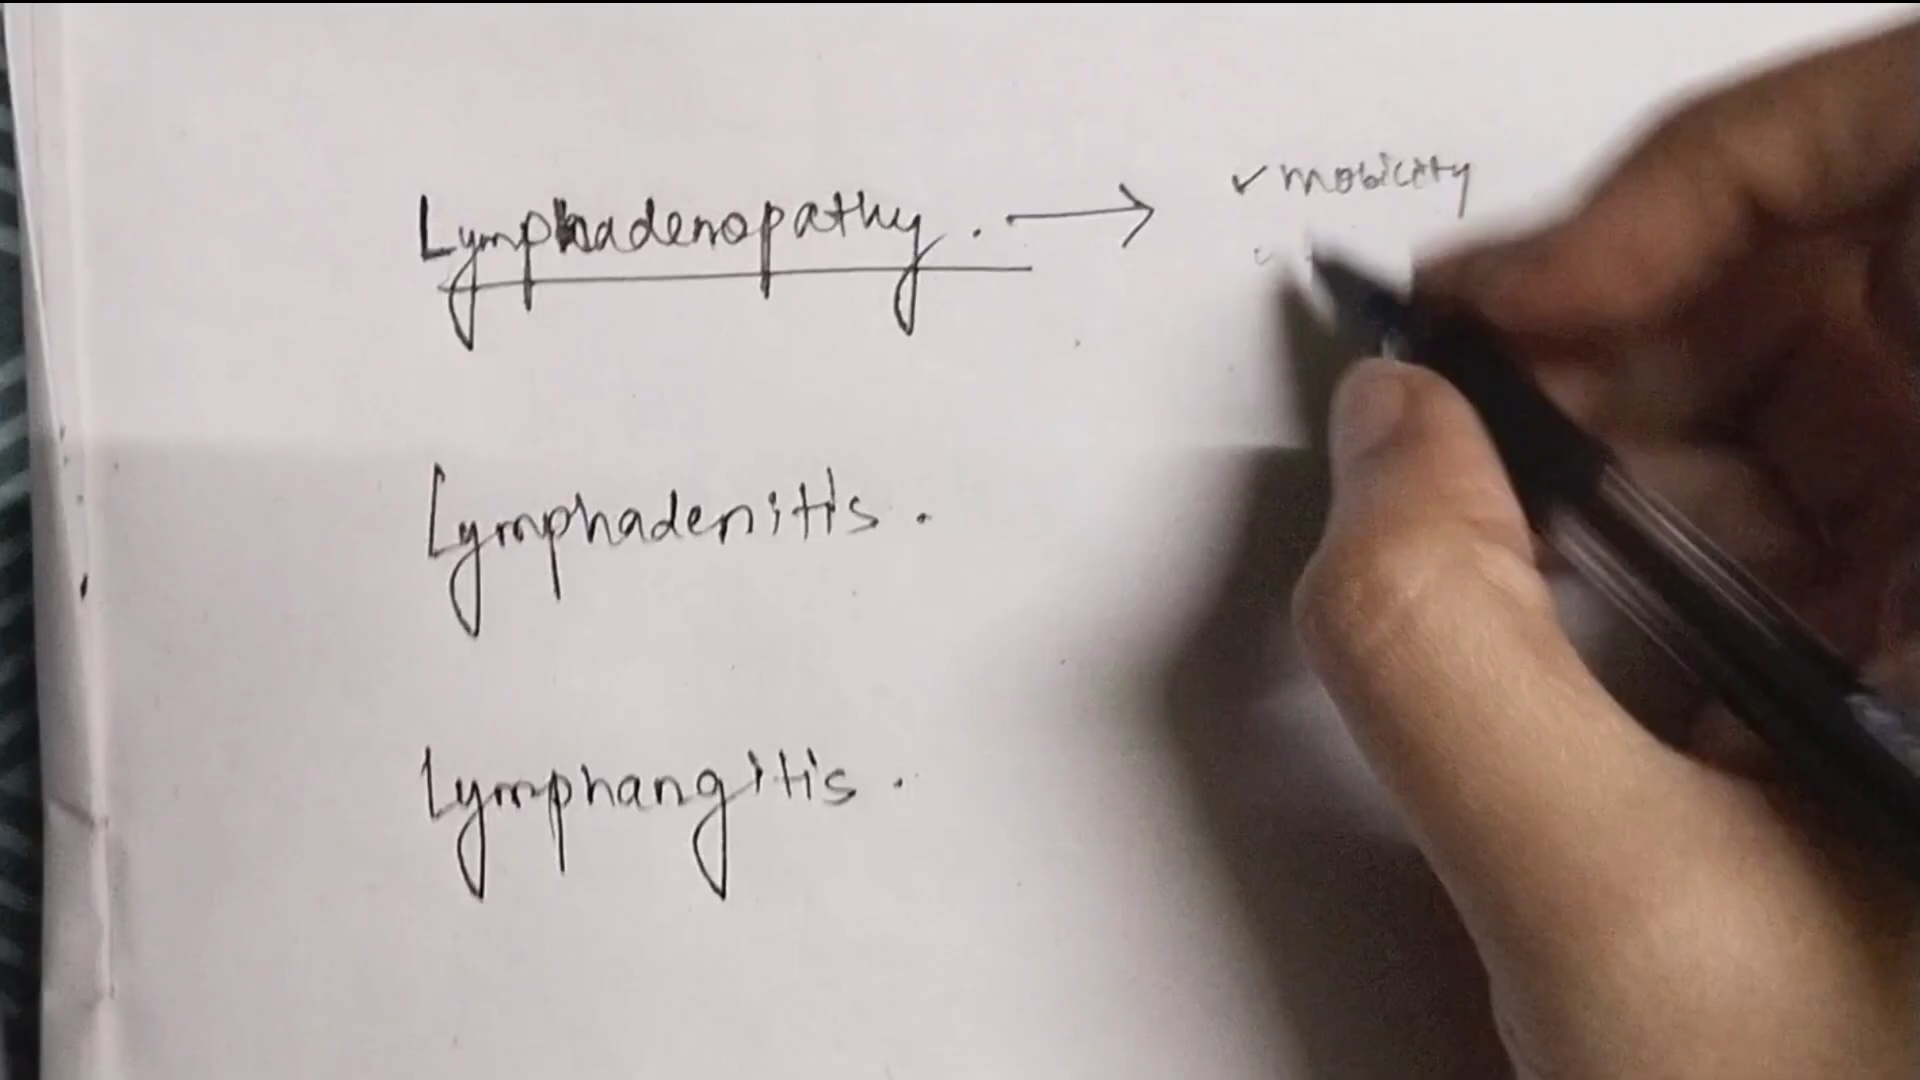 Lymphadenopathy. → ✓ mobility
Lymphadenitis.
Lymphangitis.